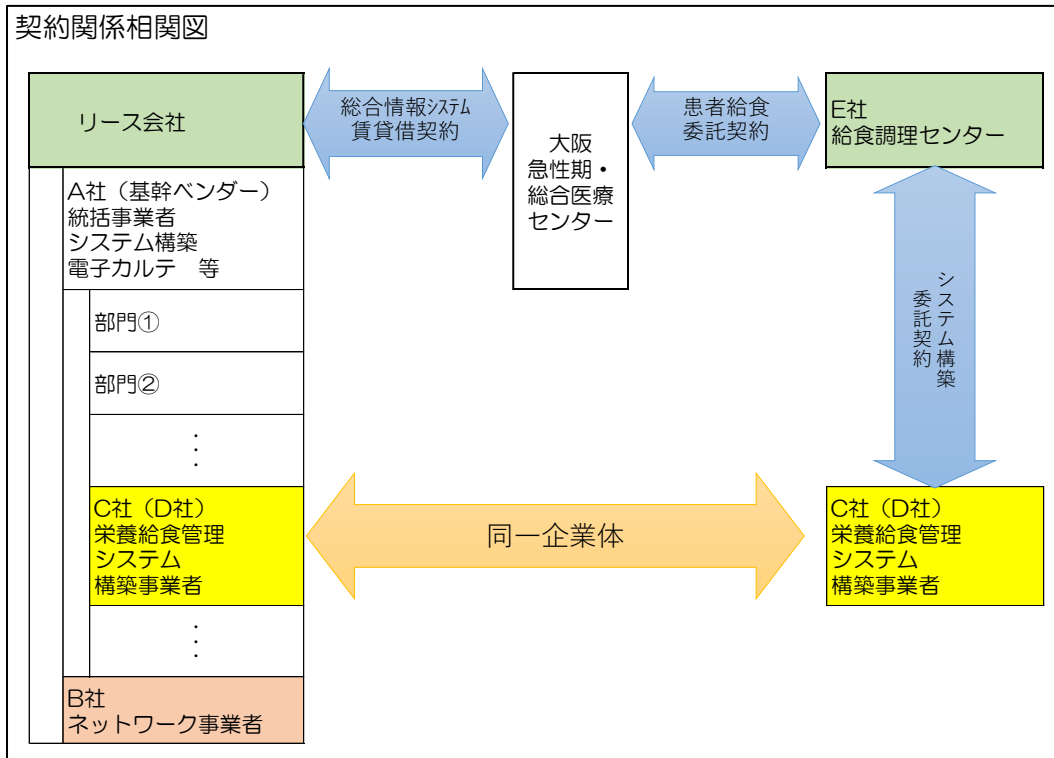 契約関係相関図
リース会社
総合情報システム
賃貸借契約
大阪
急性期・
総合医療
センター
患者給食
委託契約
E社
給食調理センター
A社（基幹ベンダー）
統括事業者
システム構築
電子カルテ　等
部門①
部門②
：
C社（D社）
栄養給食管理
システム
構築事業者
：
B社
ネットワーク事業者
同一企業体
システム構築
委託契約
C社（D社）
栄養給食管理
システム
構築事業者